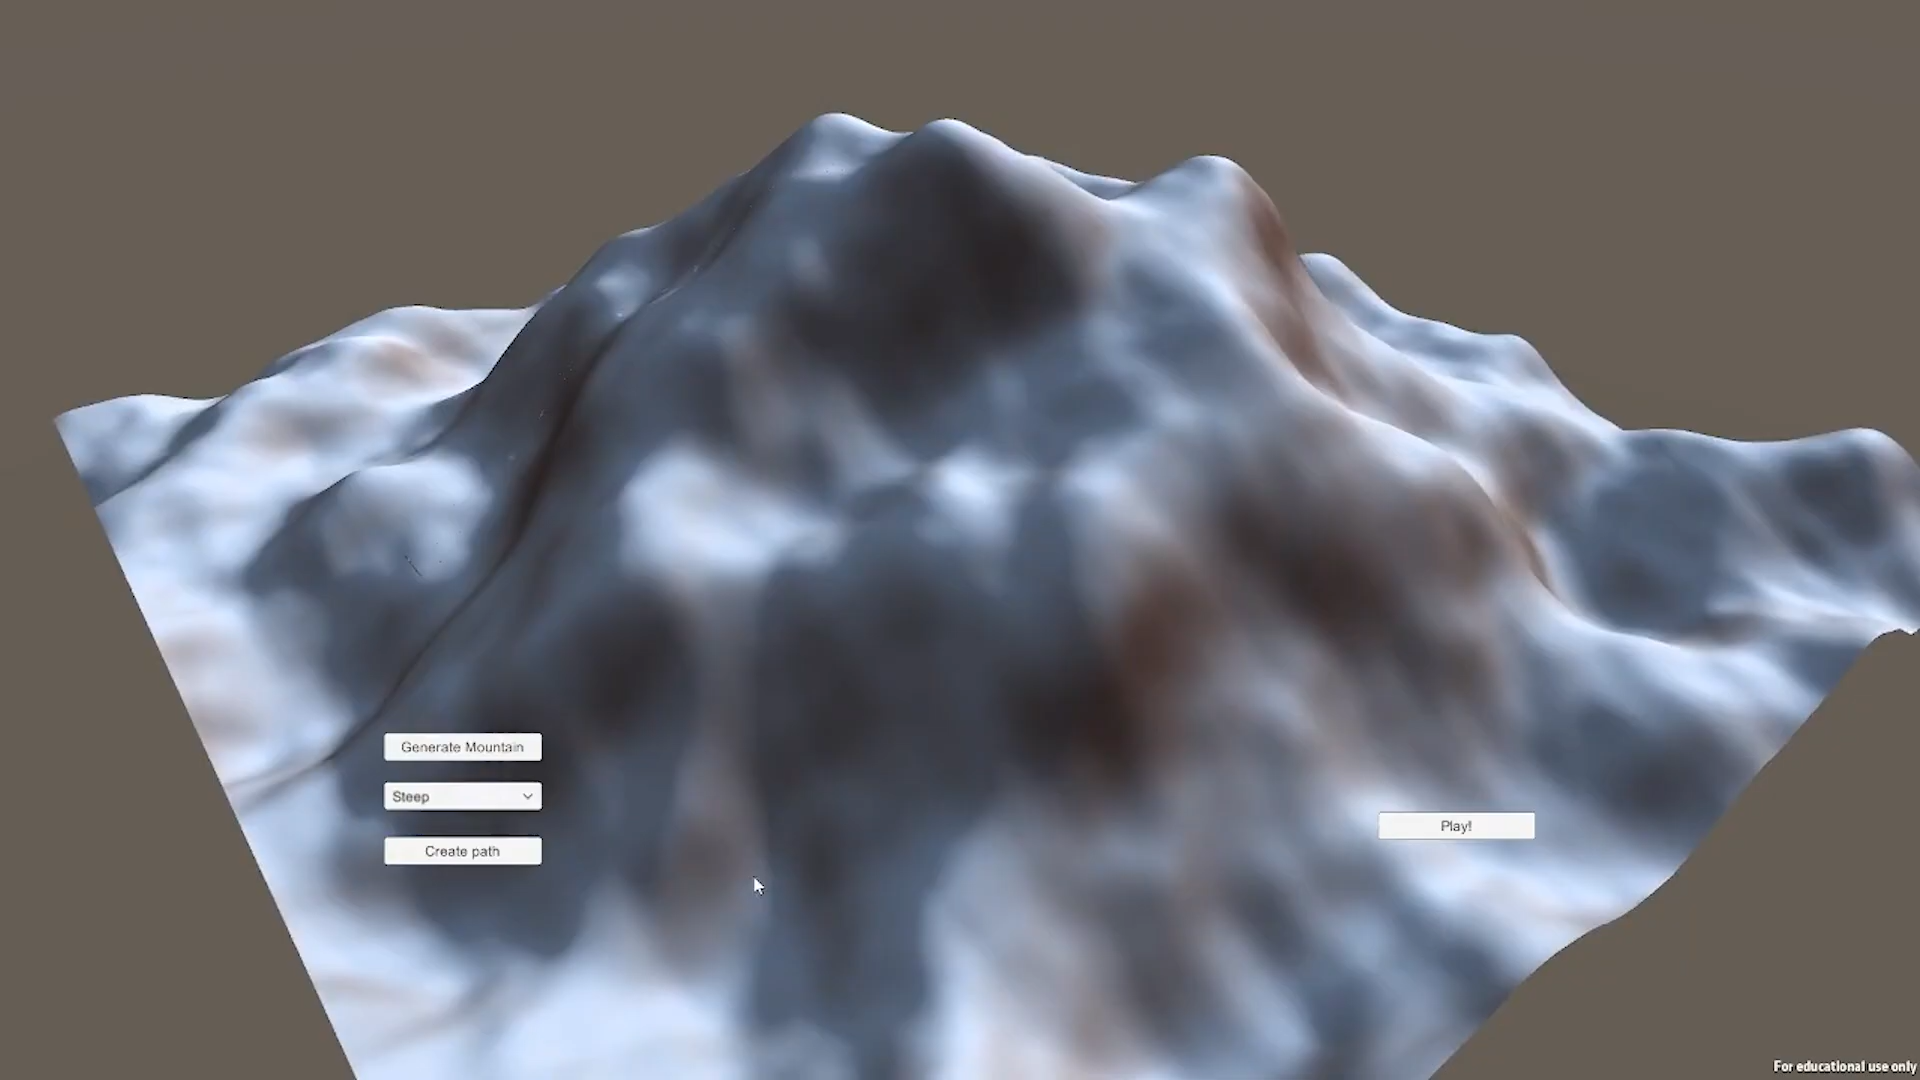 Generate Mountain
Steep
Create path
Play!
For educational use only